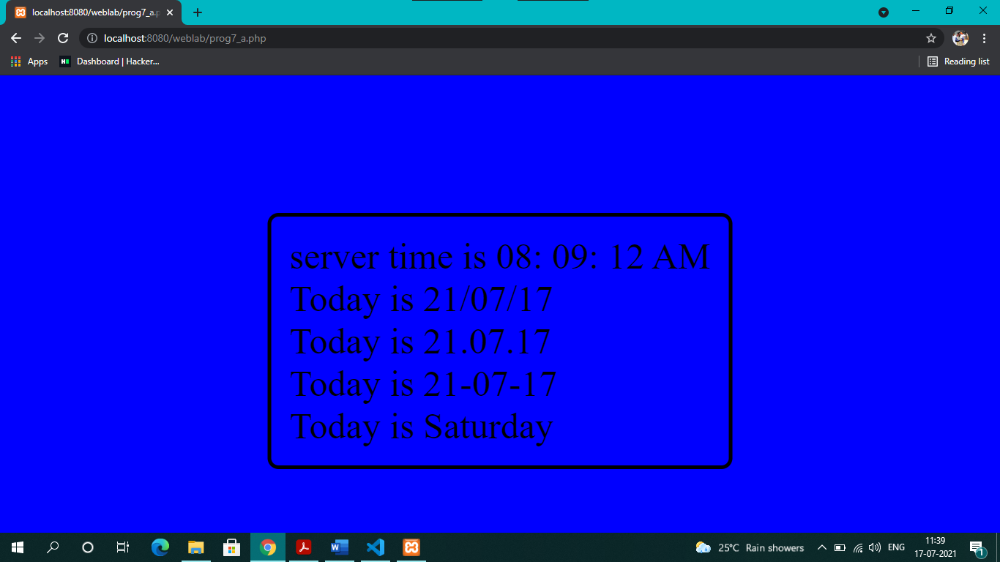 localhost:8080/weblab/prog7_a.p
localhost:8080/weblab/prog7_a.php
Apps
Dashboard | Hacker...
Reading list
server time is 08: 09: 12 AM
Today is 21/07/17
Today is 21.07.17
Today is 21-07-17
Today is Saturday
25°C Rain showers
ENG
11:39
17-07-2021
1